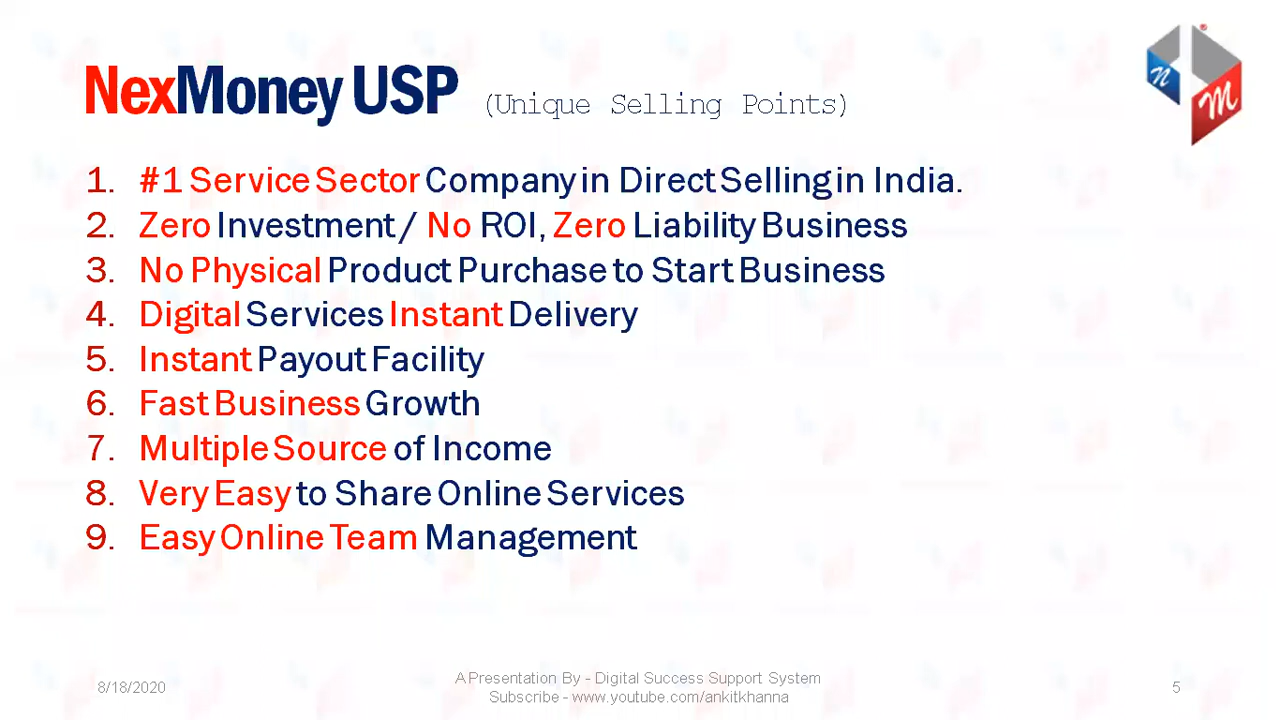 NexMoney USP (Unique Selling Points)
n M ®
1. #1 Service Sector Company in Direct Selling in India.
2. Zero Investment / No ROI, Zero Liability Business
3. No Physical Product Purchase to Start Business
4. Digital Services Instant Delivery
5. Instant Payout Facility
6. Fast Business Growth
7. Multiple Source of Income
8. Very Easy to Share Online Services
9. Easy Online Team Management
8/18/2020
A Presentation By - Digital Success Support System
Subscribe - www.youtube.com/ankitkhanna
5